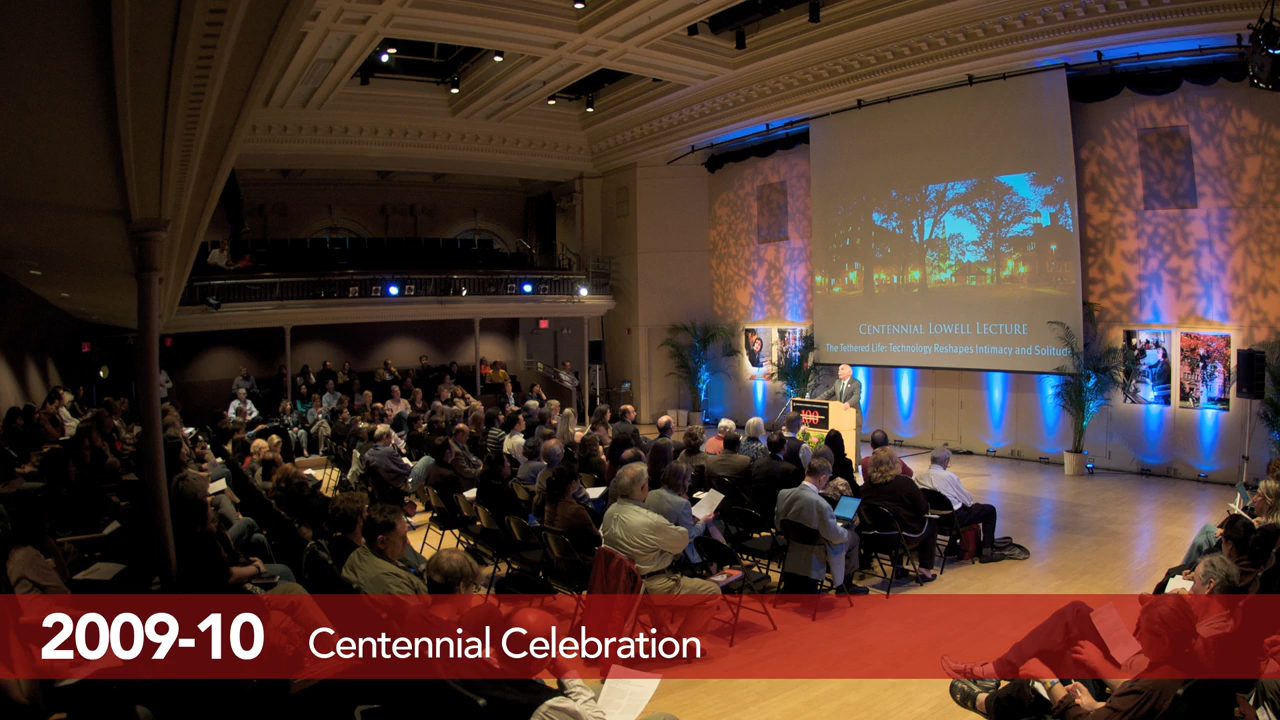 CENTENNIAL LOWELL LECTURE
The Tethered Life: Technology Reshapes Intimacy and Solitude
100
2009-10 Centennial Celebration